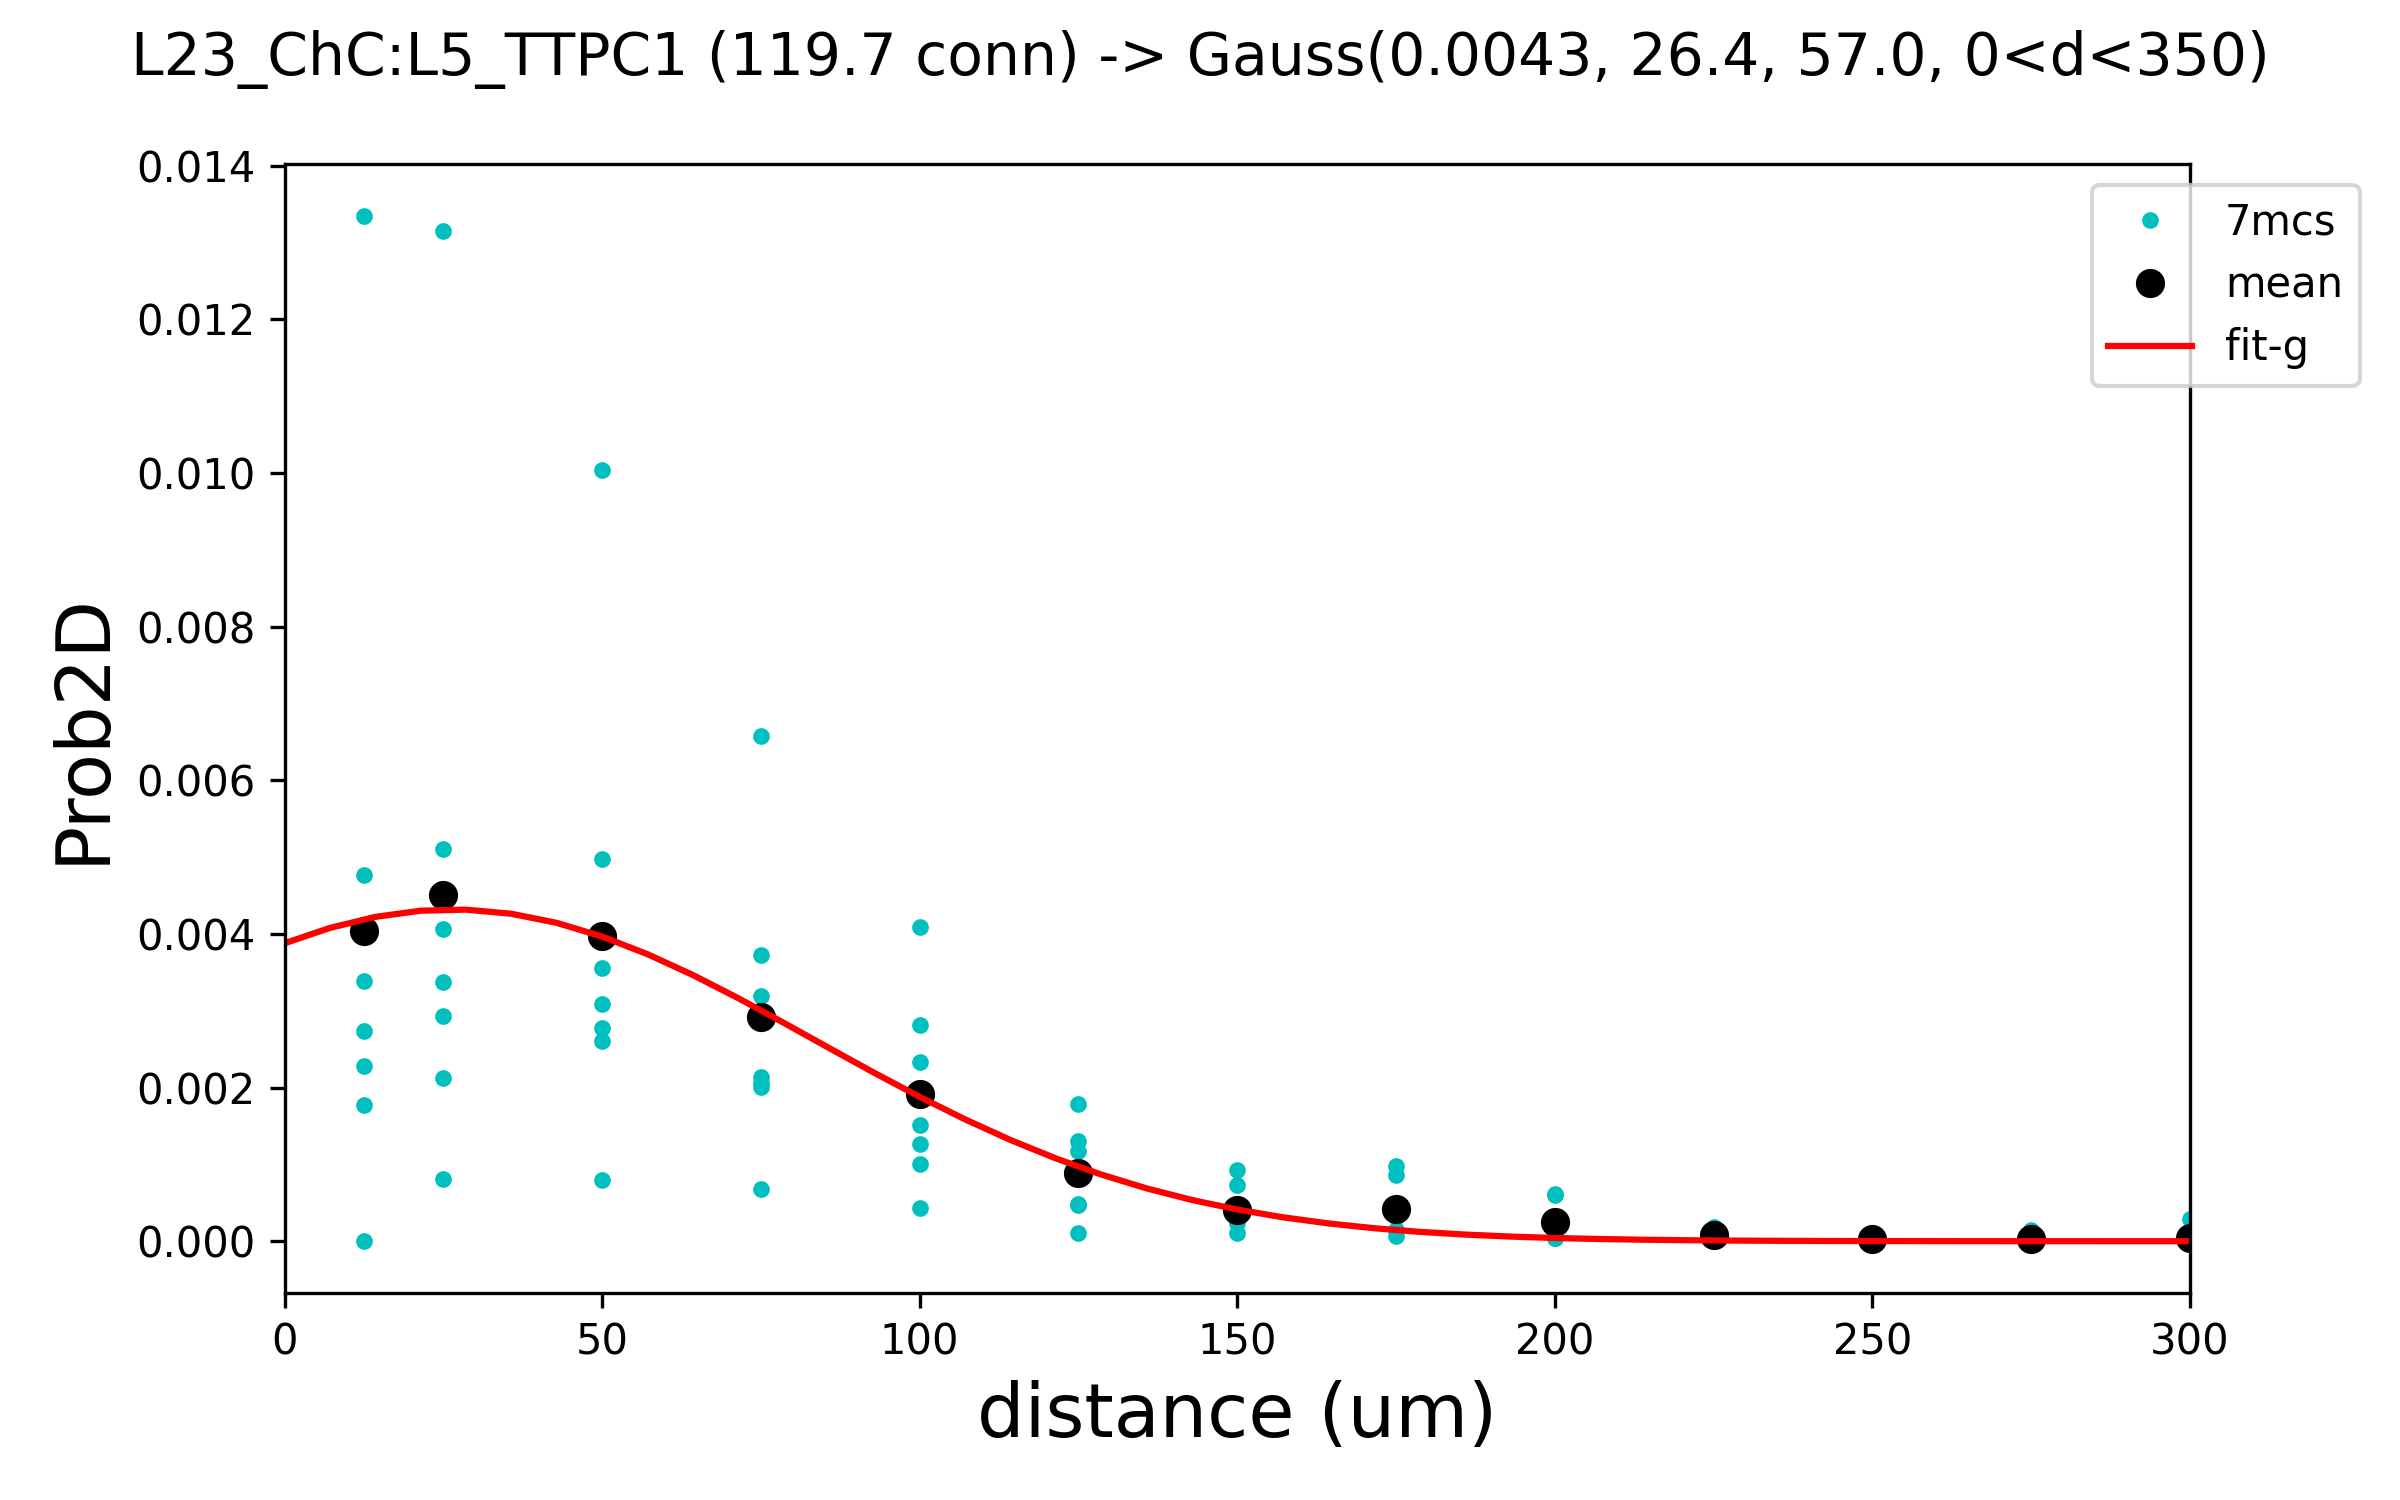 L23_ChC:L5_TTPC1 (119.7 conn) -> Gauss(0.0043, 26.4, 57.0, 0<d<350)
0.014
0.012
0.010
0.008
0.006
0.004
0.002
0.000
Prob2D
7mcs
mean
fit-g
0
50
100
150
200
250
300
distance (um)